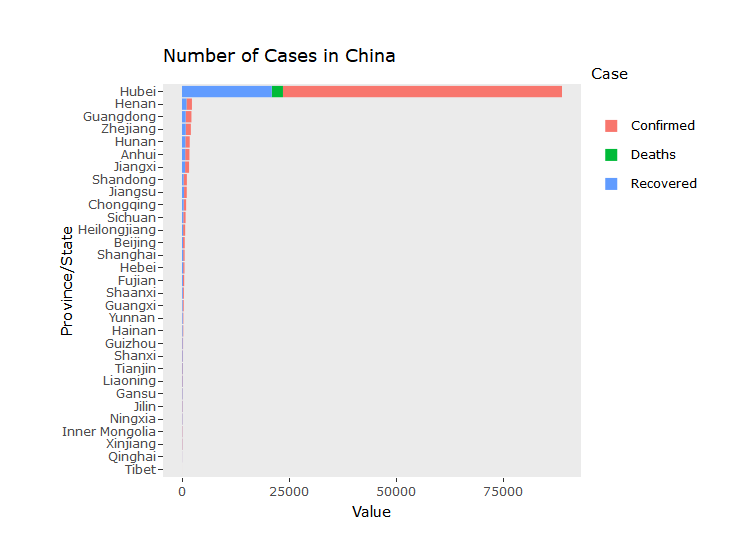 Number of Cases in China
Case
Confirmed
Deaths
Recovered
Province/State
Hubei
Henan
Guangdong
Zhejiang
Hunan
Anhui
Jiangxi
Shandong
Jiangsu
Chongqing
Sichuan
Heilongjiang
Beijing
Shanghai
Hebei
Fujian
Shaanxi
Guangxi
Yunnan
Hainan
Guizhou
Shanxi
Tianjin
Liaoning
Gansu
Jilin
Ningxia
Inner Mongolia
Xinjiang
Qinghai
Tibet
0 25000 50000 75000
Value